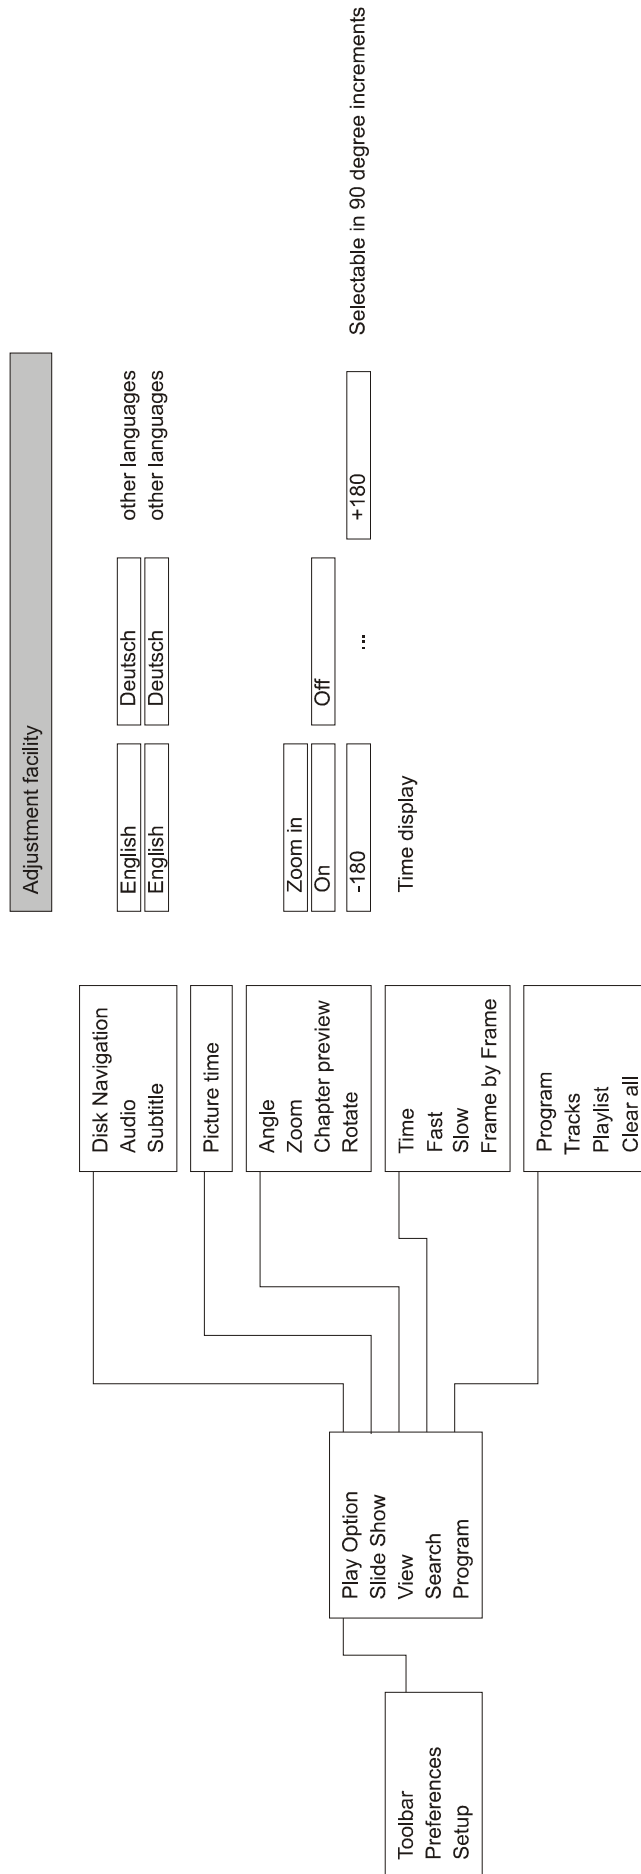 Adjustment facility
Toolbar
Preferences
Setup
Play Option
Slide Show
View
Search
Program
Disk Navigation
Audio English Deutsch other languages
Subtitle English Deutsch other languages
Picture time
Angle
Zoom Zoom in
Chapter preview On Off
Rotate -180 ... +180 Selectable in 90 degree increments
Time Time display
Fast
Slow
Frame by Frame
Program
Tracks
Playlist
Clear all